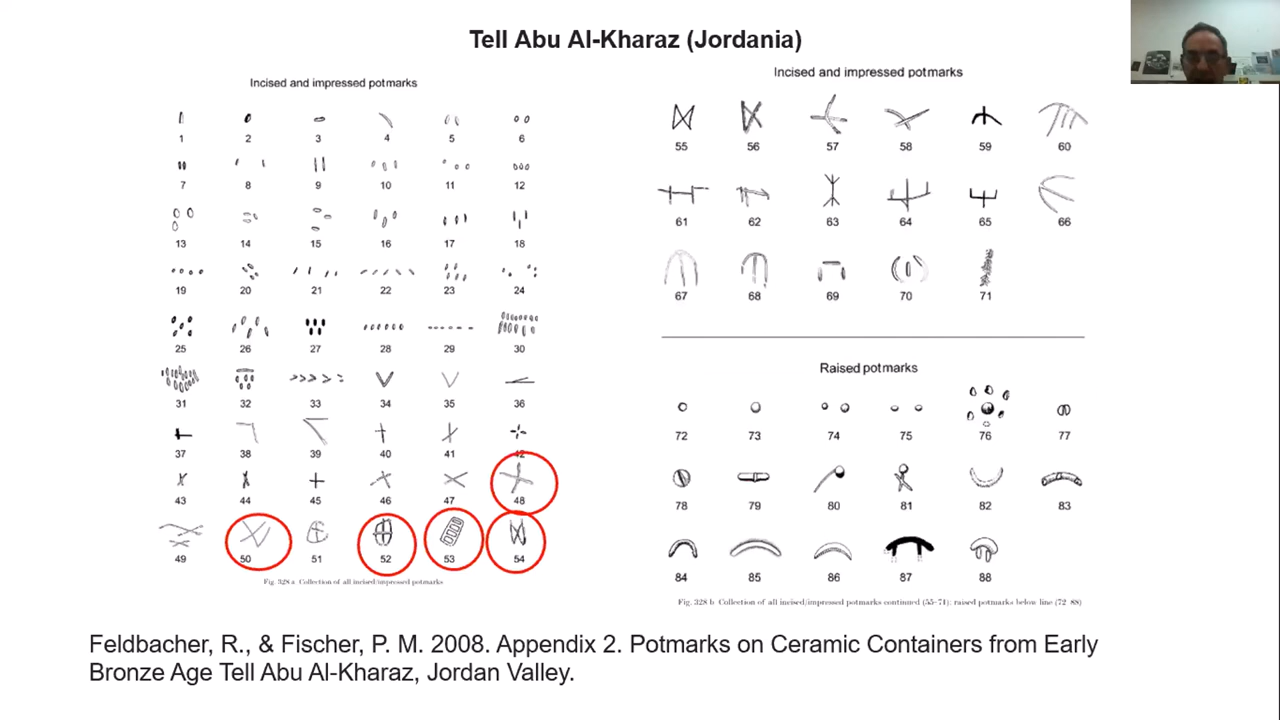 Tell Abu Al-Kharaz (Jordania)
Incised and impressed potmarks
1 2 3 4 5 6
7 8 9 10 11 12
13 14 15 16 17 18
19 20 21 22 23 24
25 26 27 28 29 30
31 32 33 34 35 36
37 38 39 40 41 42
43 44 45 46 47 48
49 50 51 52 53 54
Fig. 328 a Collection of all incised/impressed potmarks
Incised and impressed potmarks
55 56 57 58 59 60
61 62 63 64 65 66
67 68 69 70 71
Raised potmarks
72 73 74 75 76 77
78 79 80 81 82 83
84 85 86 87 88
Fig. 328 b Collection of all incised/impressed potmarks continued (55–71); raised potmarks below line (72–88)
Feldbacher, R., & Fischer, P. M. 2008. Appendix 2. Potmarks on Ceramic Containers from Early
Bronze Age Tell Abu Al-Kharaz, Jordan Valley.